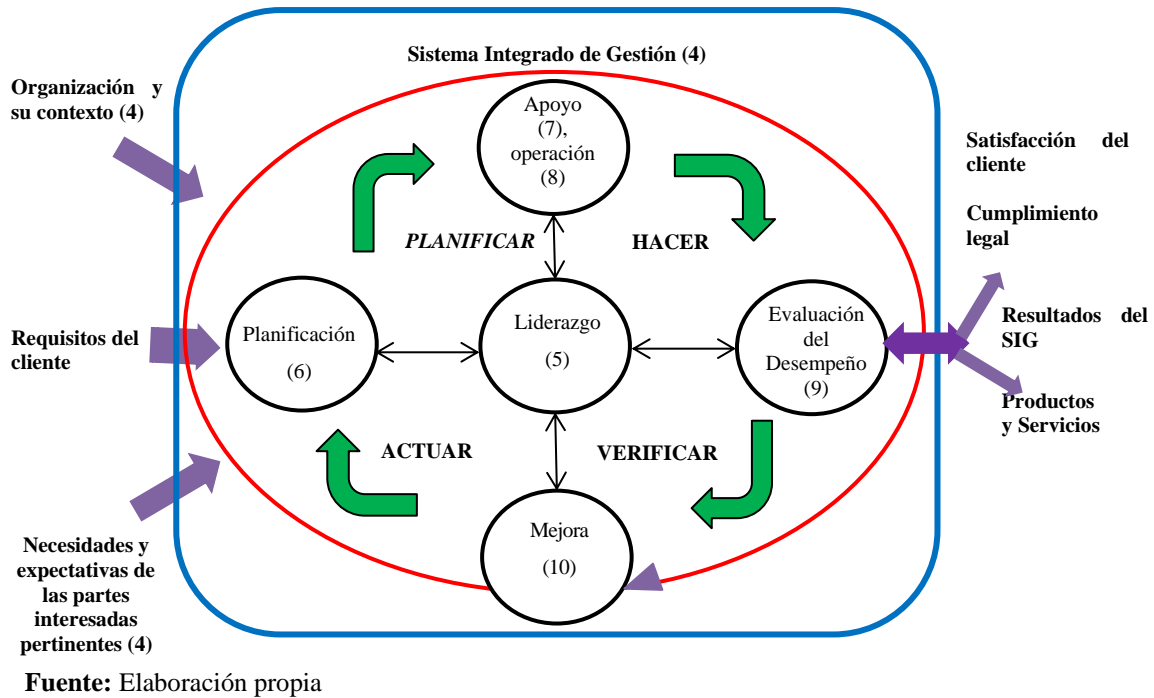 Sistema Integrado de Gestión (4)
Organización y
su contexto (4)
Requisitos del
cliente
Necesidades y
expectativas de
las partes
interesadas
pertinentes (4)
Apoyo
(7),
operación
(8)
PLANIFICAR
HACER
Planificación
(6)
Liderazgo
(5)
Evaluación
del
Desempeño
(9)
ACTUAR
VERIFICAR
Mejora
(10)
Satisfacción del
cliente
Cumplimiento
legal
Resultados del
SIG
Productos
y Servicios
Fuente: Elaboración propia